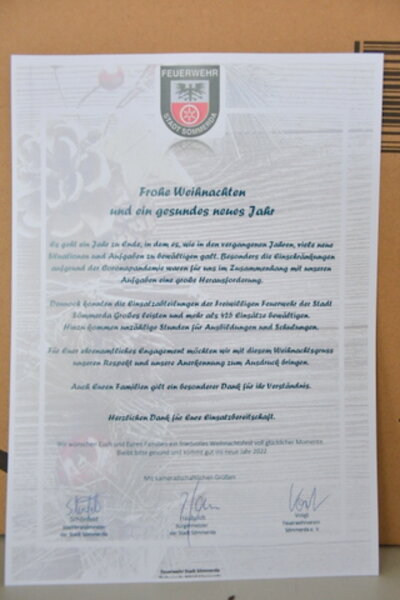 FEUERWEHR
STADT SÖMMERDA
Frohe Weihnachten
und ein gesundes neues Jahr
Es geht ein Jahr zu Ende, in dem es, wie in den vergangenen Jahren, viele neue
Situationen und Aufgaben zu bewältigen galt. Besonders die Einschränkungen
aufgrund der Coronapandemie waren für uns im Zusammenhang mit unseren
Aufgaben eine große Herausforderung.
Dennoch konnten die Einsatzabteilungen der Freiwilligen Feuerwehr der Stadt
Sömmerda Großes leisten und mehr als 425 Einsätze bewältigen.
Hinzu kommen unzählige Stunden für Ausbildungen und Schulungen.
Für Euer ehrenamtliches Engagement möchten wir mit diesem Weihnachtsgruss
unseren Respekt und unsere Anerkennung zum Ausdruck bringen.
Auch Euren Familien gilt ein besonderer Dank für ihr Verständnis.
Herzlichen Dank für Eure Einsatzbereitschaft.
Wir wünschen Euch und Euren Familien ein friedvolles Weihnachtsfest voll glücklicher Momente.
Bleibt bitte gesund und kommt gut ins neue Jahr 2022
Mit kameradschaftlichen Grüßen
Schönfeld
Stadtbrandmeister
der Stadt Sömmerda
Hauboldt
Bürgermeister
der Stadt Sömmerda
Voigt
Feuerwehrverein
Sömmerda e. V.
Feuerwehr Stadt Sömmerda